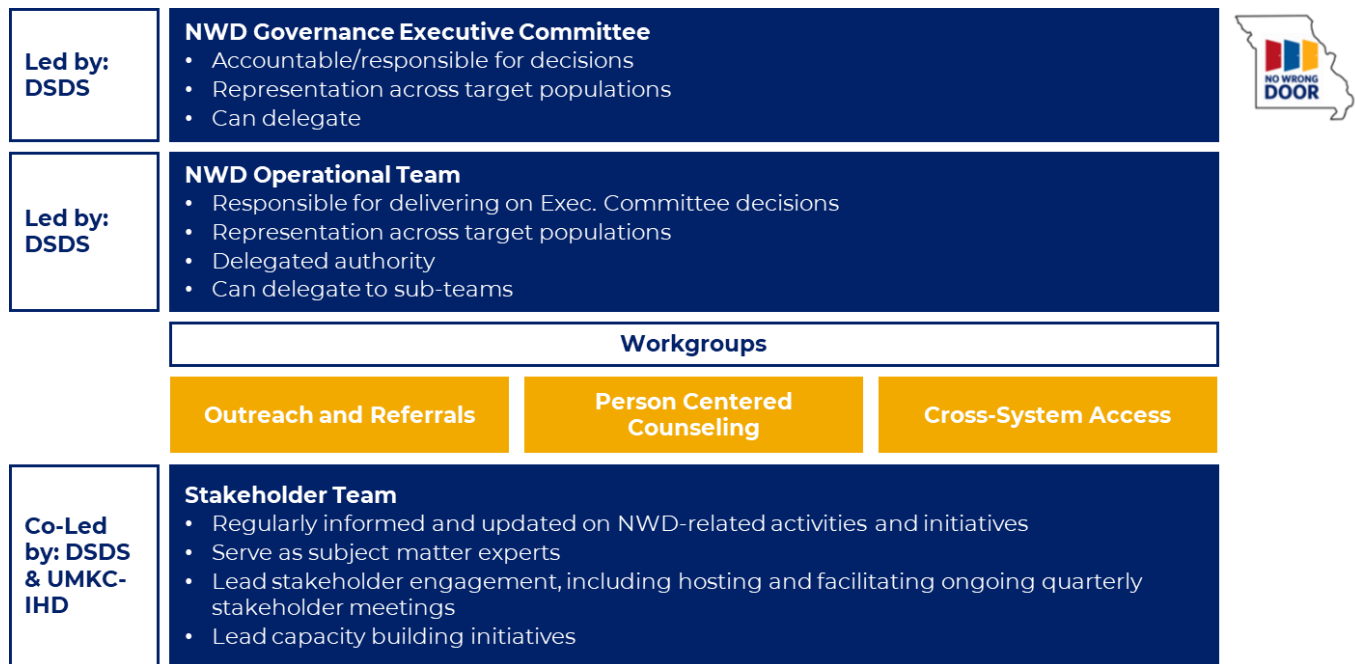 Led by:
DSDS
NWD Governance Executive Committee
• Accountable/responsible for decisions
• Representation across target populations
• Can delegate
NO WRONG
DOOR
Led by:
DSDS
NWD Operational Team
• Responsible for delivering on Exec. Committee decisions
• Representation across target populations
• Delegated authority
• Can delegate to sub-teams
Workgroups
Outreach and Referrals
Person Centered
Counseling
Cross-System Access
Co-Led
by: DSDS
& UMKC-
IHD
Stakeholder Team
• Regularly informed and updated on NWD-related activities and initiatives
• Serve as subject matter experts
• Lead stakeholder engagement, including hosting and facilitating ongoing quarterly
stakeholder meetings
• Lead capacity building initiatives